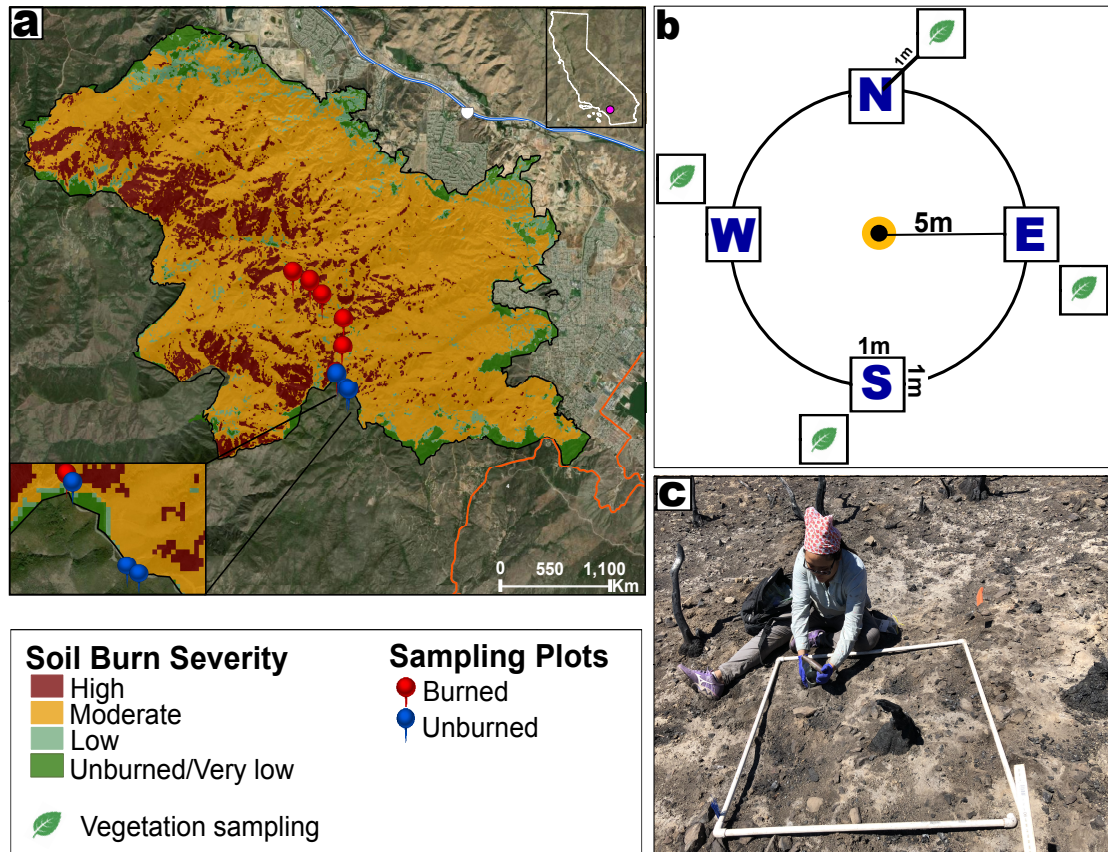 a
0 550 1,100
Km
Soil Burn Severity
High
Moderate
Low
Unburned/Very low
Vegetation sampling
Sampling Plots
Burned
Unburned
b
1m
N
W
5m
E
1m
S
1m
c